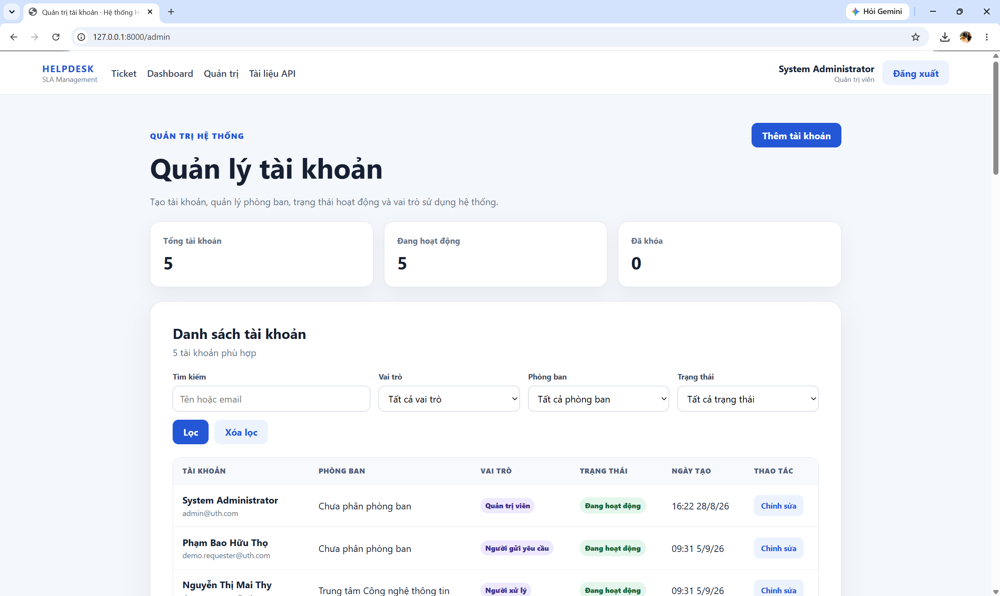 Quản trị tài khoản · Hệ thống H
Hỏi Gemini
127.0.0.1:8000/admin
HELPDESK
SLA Management
Ticket
Dashboard
Quản trị
Tài liệu API
System Administrator
Quản trị viên
Đăng xuất
QUẢN TRỊ HỆ THỐNG
Thêm tài khoản
Quản lý tài khoản
Tạo tài khoản, quản lý phòng ban, trạng thái hoạt động và vai trò sử dụng hệ thống.
Tổng tài khoản
5
Đang hoạt động
5
Đã khóa
0
Danh sách tài khoản
5 tài khoản phù hợp
Tìm kiếm
Vai trò
Phòng ban
Trạng thái
Tên hoặc email
Tất cả vai trò
Tất cả phòng ban
Tất cả trạng thái
Lọc
Xóa lọc
TÀI KHOẢN PHÒNG BAN VAI TRÒ TRẠNG THÁI NGÀY TẠO THAO TÁC
System Administrator
admin@uth.com
Chưa phân phòng ban
Quản trị viên
Đang hoạt động
16:22 28/8/26
Chỉnh sửa
Phạm Bao Hữu Thọ
demo.requester@uth.com
Chưa phân phòng ban
Người gửi yêu cầu
Đang hoạt động
09:31 5/9/26
Chỉnh sửa
Nguyễn Thị Mai Thy
Trung tâm Công nghệ thông tin
Người xử lý
Đang hoạt động
09:31 5/9/26
Chỉnh sửa